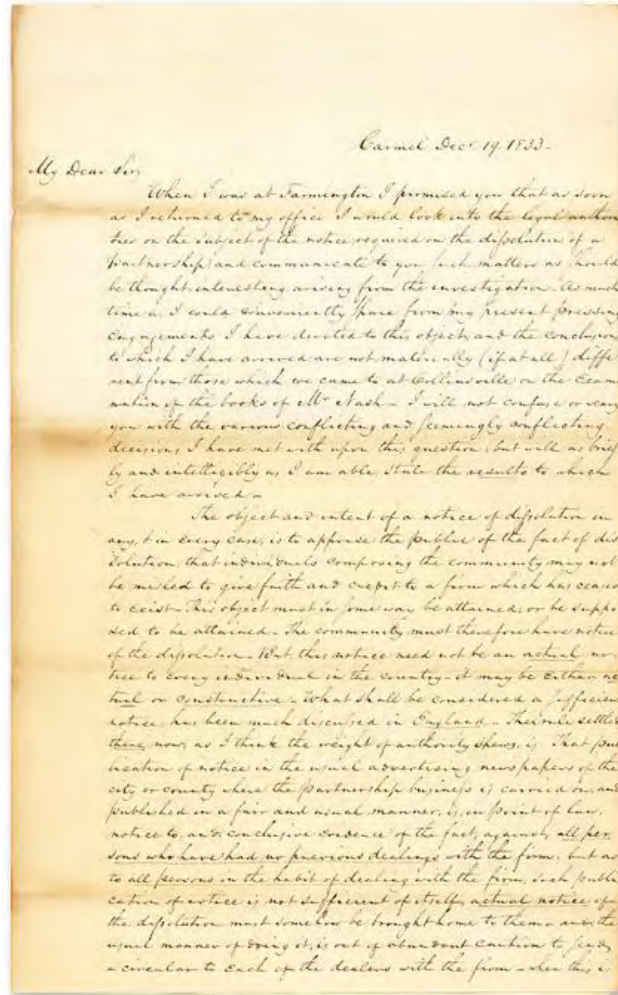 Carmel Decr. 19. 1833-
My Dear Sir,
When I was at Farmington I promised you that as soon
as I returned to my office I would look into the legal authori
ties on the subject of the notice required on the dissolution of a
partnership and communicate to you such matters as should
be thought interesting arising from the investigation. As much
time as I could conveniently spare from my present pressing
engagements I have devoted to this object, and the conclusions
to which I have arrived are not materially (if at all) diffe
rent from those which we came to at Collinsville on the exami
nation of the books of Mr Nash - I will not confuse or weary
you with the various conflicting and seemingly conflicting
decisions I have met with upon this question, but will as brief
ly and intelligibly as I am able, state the results to which
I have arrived -
The object and intent of a notice of dissolution in
any, & in every case, is to apprise the public of the fact of dis
solution, that individuals composing the community may not
be misled to give faith and credit to a firm which has ceased
to exist - This object must in some way be attained, or be suppo
sed to be attained - The community must therefore have notice
of the dissolution - But this notice need not be an actual no
tice to every individual in the country - it may be either ac
tual or constructive - What shall be considered a sufficient
notice has been much discussed in England - The rule settled
there, now, as I think the weight of authority shews, is That pub
lication of notice in the usual advertising newspapers of the
city or county where the partnership business is carried on, and
published in a fair and usual manner, is, in point of law,
notice to, and conclusive evidence of the fact, against, all per
sons who have had no previous dealings with the firm, but as
to all persons in the habit of dealing with the firm, such publi
cation of notice is not sufficient of itself, actual notice of
the dissolution must somehow be brought home to them - and the
usual manner of doing it, is out of abundant caution to send
a circular to each of the dealers with the firm - when this is